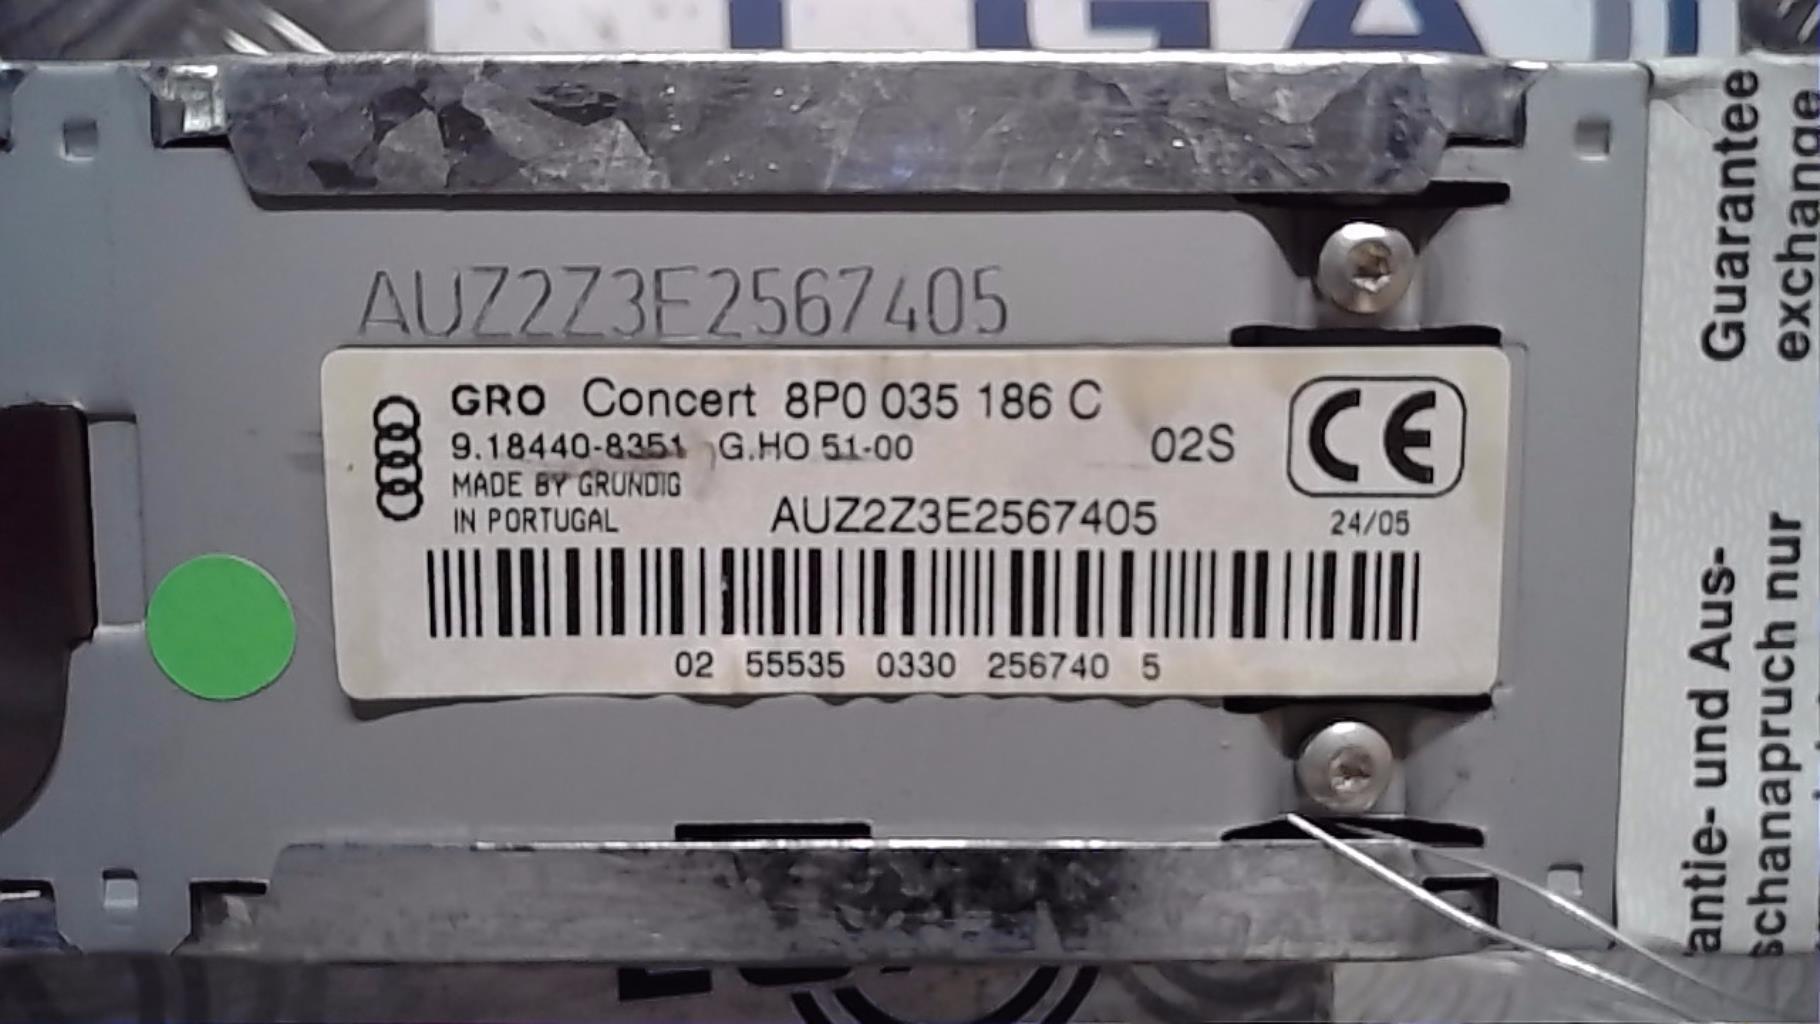 AUZ2Z3E2567405
GRO Concert 8P0 035 186 C
9.18440-8351 G.HO 51-00
02S
CE
MADE BY GRUNDIG
IN PORTUGAL
AUZ2Z3E2567405
24/05
02 55535 0330 256740 5
Guarantee
exchange
antie- und Aus-
schanapruch nur